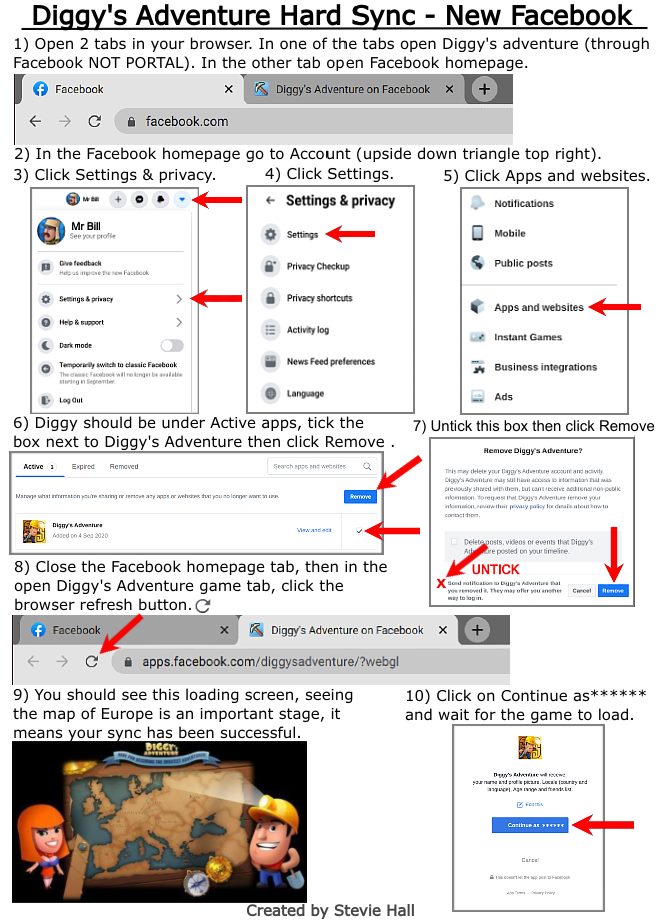 Diggy's Adventure Hard Sync - New Facebook
1) Open 2 tabs in your browser. In one of the tabs open Diggy's adventure (through
Facebook NOT PORTAL). In the other tab open Facebook homepage.
Facebook × Diggy's Adventure on Facebook × +
facebook.com
2) In the Facebook homepage go to Account (upside down triangle top right).
3) Click Settings & privacy.
Mr Bill
Mr Bill
See your profile
Give feedback
Help us improve the new Facebook
Settings & privacy
Help & support
Dark mode
Temporarily switch to classic Facebook
The classic Facebook will no longer be available
starting in September.
Log Out
4) Click Settings.
Settings & privacy
Settings
Privacy Checkup
Privacy shortcuts
Activity log
News Feed preferences
Language
5) Click Apps and websites.
Notifications
Mobile
Public posts
Apps and websites
Instant Games
Business integrations
Ads
6) Diggy should be under Active apps, tick the
box next to Diggy's Adventure then click Remove .
Active 1 Expired Removed Search apps and websites
Manage what information you're sharing or remove any apps or websites that you no longer want to use.
Remove
Diggy's Adventure
Added on 4 Sep 2020
View and edit
7) Untick this box then click Remove
Remove Diggy's Adventure?
This may delete your Diggy's Adventure account and activity.
Diggy's Adventure may still have access to information that was
previously shared with them, but can't receive additional non-public
information. To request that Diggy's Adventure remove your
information, review their privacy policy for details about how to
contact them.
Delete posts, videos or events that Diggy's
Adventure posted on your timeline.
UNTICK
X
Send notification to Diggy's Adventure that
you removed it. They may offer you another
way to log in.
Cancel Remove
8) Close the Facebook homepage tab, then in the
open Diggy's Adventure game tab, click the
browser refresh button.
Facebook × Diggy's Adventure on Facebook × +
apps.facebook.com/diggysadventure/?webgl
9) You should see this loading screen, seeing
the map of Europe is an important stage, it
means your sync has been successful.
DIGGY'S
ADVENTURE
10) Click on Continue as******
and wait for the game to load.
Diggy's Adventure will receive
your name and profile picture, Locale (country and
language), Age range and friends list.
Edit this
Continue as ******
Cancel
This doesn't let the app post to Facebook
App Terms · Privacy Policy
Created by Stevie Hall